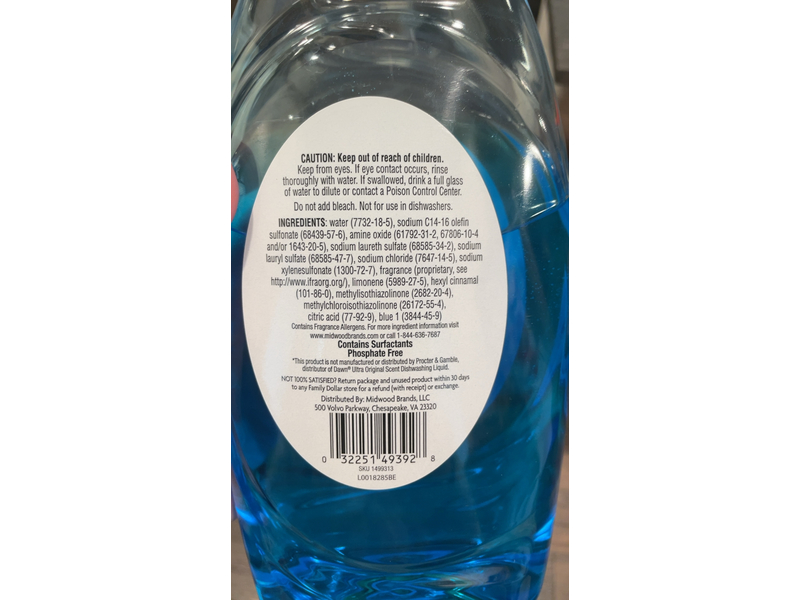 CAUTION: Keep out of reach of children.
Keep from eyes. If eye contact occurs, rinse
thoroughly with water. If swallowed, drink a full glass
of water to dilute or contact a Poison Control Center.
Do not add bleach. Not for use in dishwashers.
INGREDIENTS: water (7732-18-5), sodium C14-16 olefin
sulfonate (68439-57-6), amine oxide (61792-31-2, 67806-10-4
and/or 1643-20-5), sodium laureth sulfate (68585-34-2), sodium
lauryl sulfate (68585-47-7), sodium chloride (7647-14-5), sodium
xylenesulfonate (1300-72-7), fragrance (proprietary, see
http://www.ifraorg.org/), limonene (5989-27-5), hexyl cinnamal
(101-86-0), methylisothiazolinone (2682-20-4),
methylchloroisothiazolinone (26172-55-4),
citric acid (77-92-9), blue 1 (3844-45-9)
Contains Fragrance Allergens. For more ingredient information visit
www.midwoodbrands.com or call 1-844-636-7687
Contains Surfactants
Phosphate Free
*This product is not manufactured or distributed by Procter & Gamble,
distributor of Dawn® Ultra Original Scent Dishwashing Liquid.
NOT 100% SATISFIED? Return package and unused product within 30 days
to any Family Dollar store for a refund (with receipt) or exchange.
Distributed By: Midwood Brands, LLC
500 Volvo Parkway, Chesapeake, VA 23320
0 32251 49392 8
SKU 1499313
L0018285BE